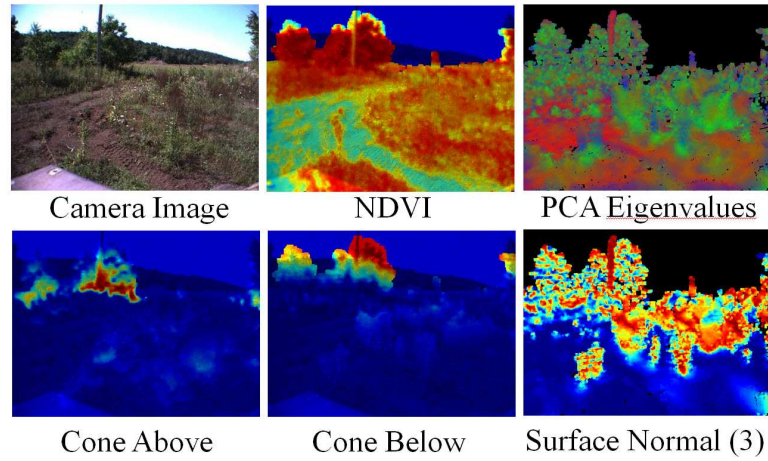 Camera Image
NDVI
PCA Eigenvalues
Cone Above
Cone Below
Surface Normal (3)